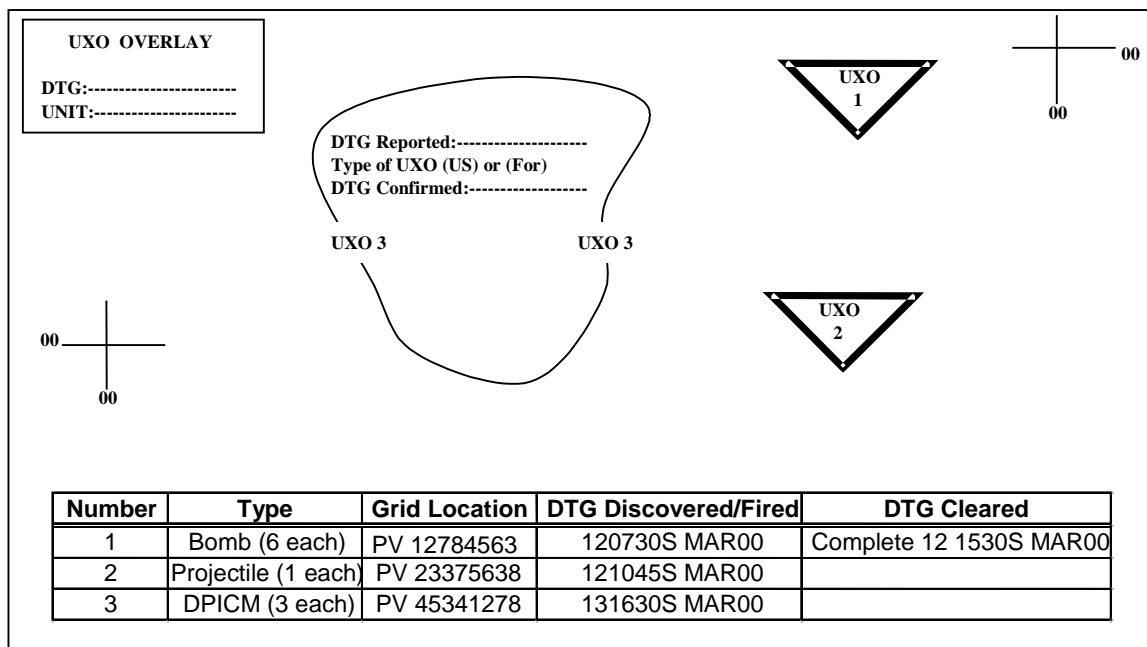 UXO OVERLAY
DTG:------------------------
UNIT:-----------------------
DTG Reported:---------------------
Type of UXO (US) or (For)
DTG Confirmed:-------------------
UXO 3
UXO 3
UXO
1
00
00
UXO
2
00
00
Number Type Grid Location DTG Discovered/Fired DTG Cleared
1 Bomb (6 each) PV 12784563 120730S MAR00 Complete 12 1530S MAR00
2 Projectile (1 each) PV 23375638 121045S MAR00
3 DPICM (3 each) PV 45341278 131630S MAR00